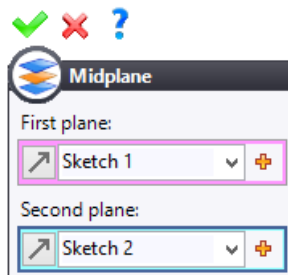 Midplane
First plane:
Sketch 1
Second plane:
Sketch 2